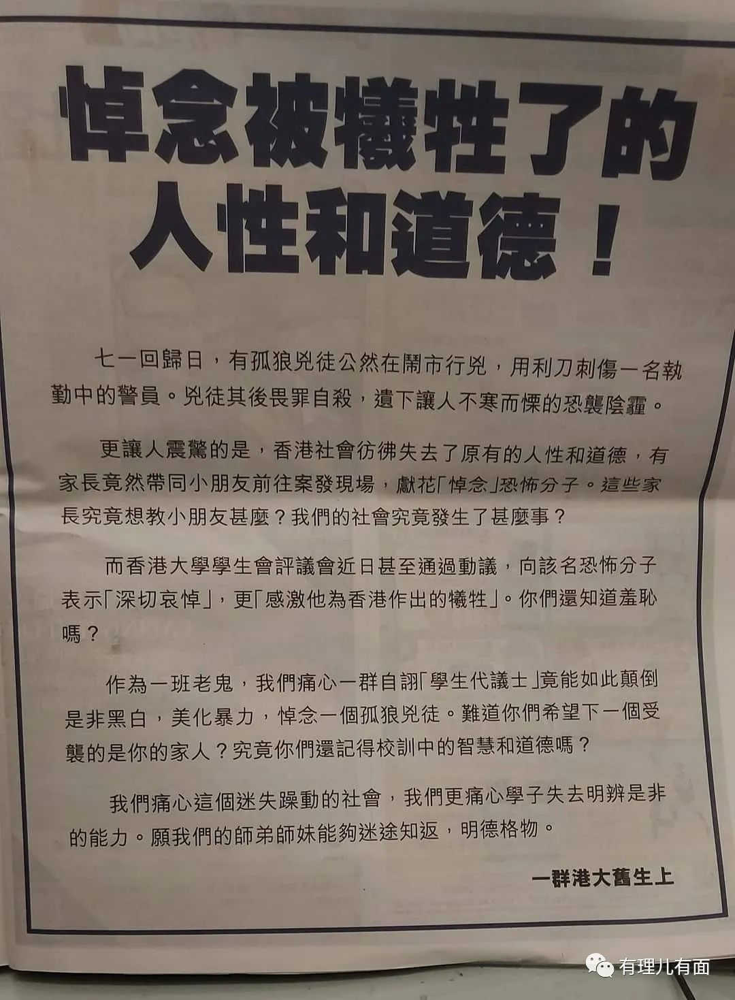 悼念被犧牲了的
人性和道德！
七一回歸日，有孤狼兇徒公然在鬧市行兇，用利刀刺傷一名執
勤中的警員。兇徒其後畏罪自殺，遺下讓人不寒而慄的恐襲陰霾。
更讓人震驚的是，香港社會彷彿失去了原有的人性和道德，有
家長竟然帶同小朋友前往案發現場，獻花「悼念」恐怖分子。這些家
長究竟想教小朋友甚麼？我們的社會究竟發生了甚麼事？
而香港大學學生會評議會近日甚至通過動議，向該名恐怖分子
表示「深切哀悼」，更「感激他為香港作出的犧牲」。你們還知道羞恥
嗎？
作為一班老鬼，我們痛心一群自詡「學生代議士」竟能如此顛倒
是非黑白，美化暴力，悼念一個孤狼兇徒。難道你們希望下一個受
襲的是你的家人？究竟你們還記得校訓中的智慧和道德嗎？
我們痛心這個迷失躁動的社會，我們更痛心學子失去明辨是非
的能力。願我們的師弟師妹能夠迷途知返，明德格物。
一群港大舊生上
有理儿有面